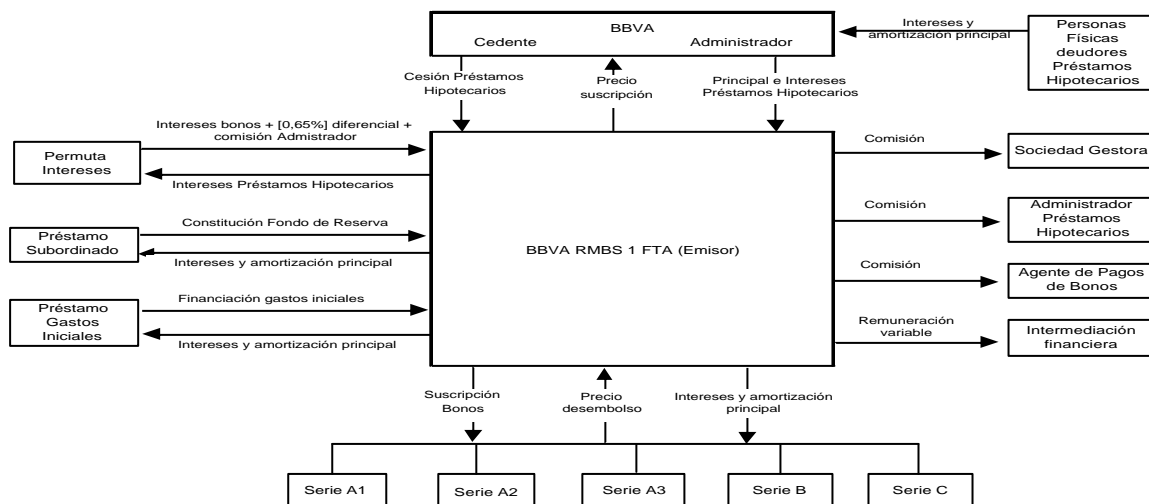 BBVA
Cedente
Administrador
Intereses y
amortización principal
Personas
Físicas
deudores
Préstamos
Hipotecarios
Cesión Préstamos
Hipotecarios
Precio
suscripción
Principal e Intereses
Préstamos Hipotecarios
Intereses bonos + [0,65%] diferencial +
comisión Admistrador
Permuta
Intereses
Intereses Préstamos Hipotecarios
Constitución Fondo de Reserva
Préstamo
Subordinado
Intereses y amortización principal
Financiación gastos iniciales
Préstamo
Gastos
Iniciales
Intereses y amortización principal
BBVA RMBS 1 FTA (Emisor)
Comisión
Sociedad Gestora
Comisión
Administrador
Préstamos
Hipotecarios
Comisión
Agente de Pagos
de Bonos
Remuneración
variable
Intermediación
financiera
Suscripción
Bonos
Precio
desembolso
Intereses y amortización
principal
Serie A1
Serie A2
Serie A3
Serie B
Serie C